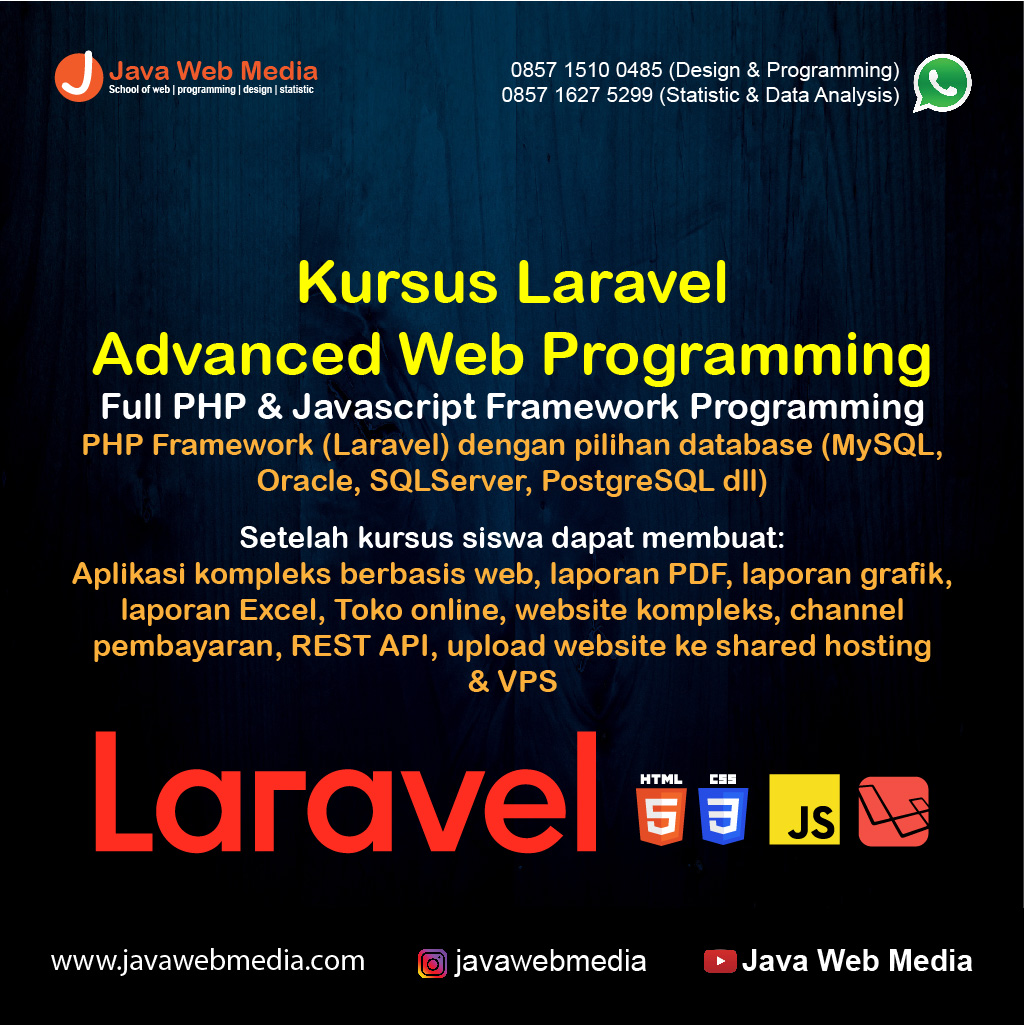 Java Web Media
School of web | programming | design | statistic
0857 1510 0485 (Design & Programming)
0857 1627 5299 (Statistic & Data Analysis)
Kursus Laravel
Advanced Web Programming
Full PHP & Javascript Framework Programming
PHP Framework (Laravel) dengan pilihan database (MySQL,
Oracle, SQLServer, PostgreSQL dll)
Setelah kursus siswa dapat membuat:
Aplikasi kompleks berbasis web, laporan PDF, laporan grafik,
laporan Excel, Toko online, website kompleks, channel
pembayaran, REST API, upload website ke shared hosting
& VPS
Laravel
HTML 5
CSS 3
JS
www.javawebmedia.com
javawebmedia
Java Web Media